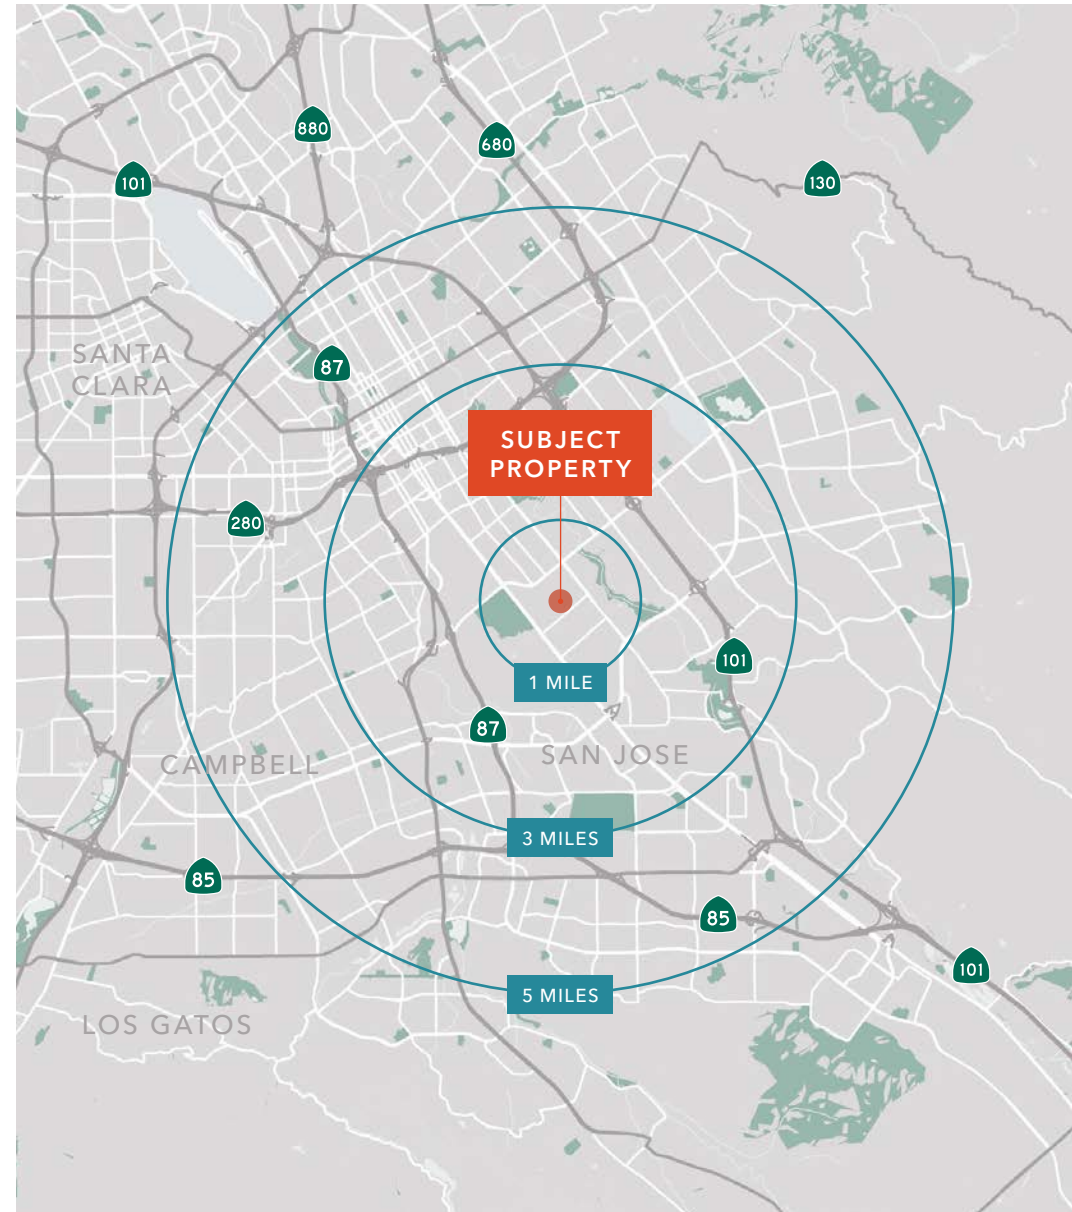 880
680
101
130
SANTA
CLARA
87
SUBJECT
PROPERTY
280
101
1 MILE
87
SAN JOSE
CAMPBELL
3 MILES
85
85
101
5 MILES
LOS GATOS